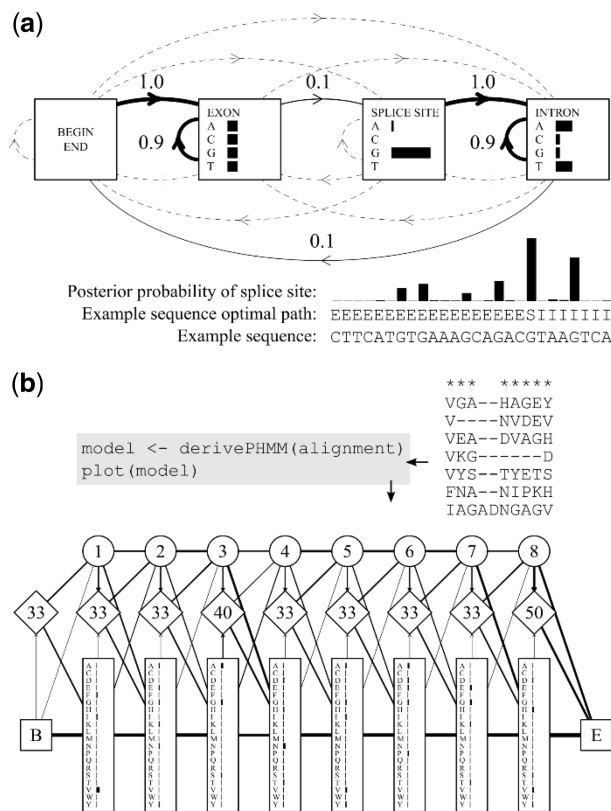 (a)
1.0
0.1
1.0
BEGIN
END
EXON
A
C
G
T
0.9
SPLICE SITE
A
C
G
T
INTRON
A
C
G
T
0.9
0.1
Posterior probability of splice site:
Example sequence optimal path: EEEEEEEEEEEEEEEEEESIIIIIII
Example sequence: CTTCATGTGAAAGCAGACGTAAGTCA
(b)
*** *****
VGA--HAGEY
V----NVDEV
VEA--DVAGH
VKG------D
VYS--TYETS
FNA--NIPKH
IAGADNGAGV
model <- derivePHMM(alignment)
plot(model)
1 2 3 4 5 6 7 8
33 33 33 40 33 33 33 33 50
A A A A A A A A
C C C C C C C C
D D D D D D D D
E E E E E E E E
F F F F F F F F
G G G G G G G G
H H H H H H H H
I I I I I I I I
K K K K K K K K
L L L L L L L L
M M M M M M M M
N N N N N N N N
P P P P P P P P
Q Q Q Q Q Q Q Q
R R R R R R R R
S S S S S S S S
T T T T T T T T
V V V V V V V V
W W W W W W W W
Y Y Y Y Y Y Y Y
B E